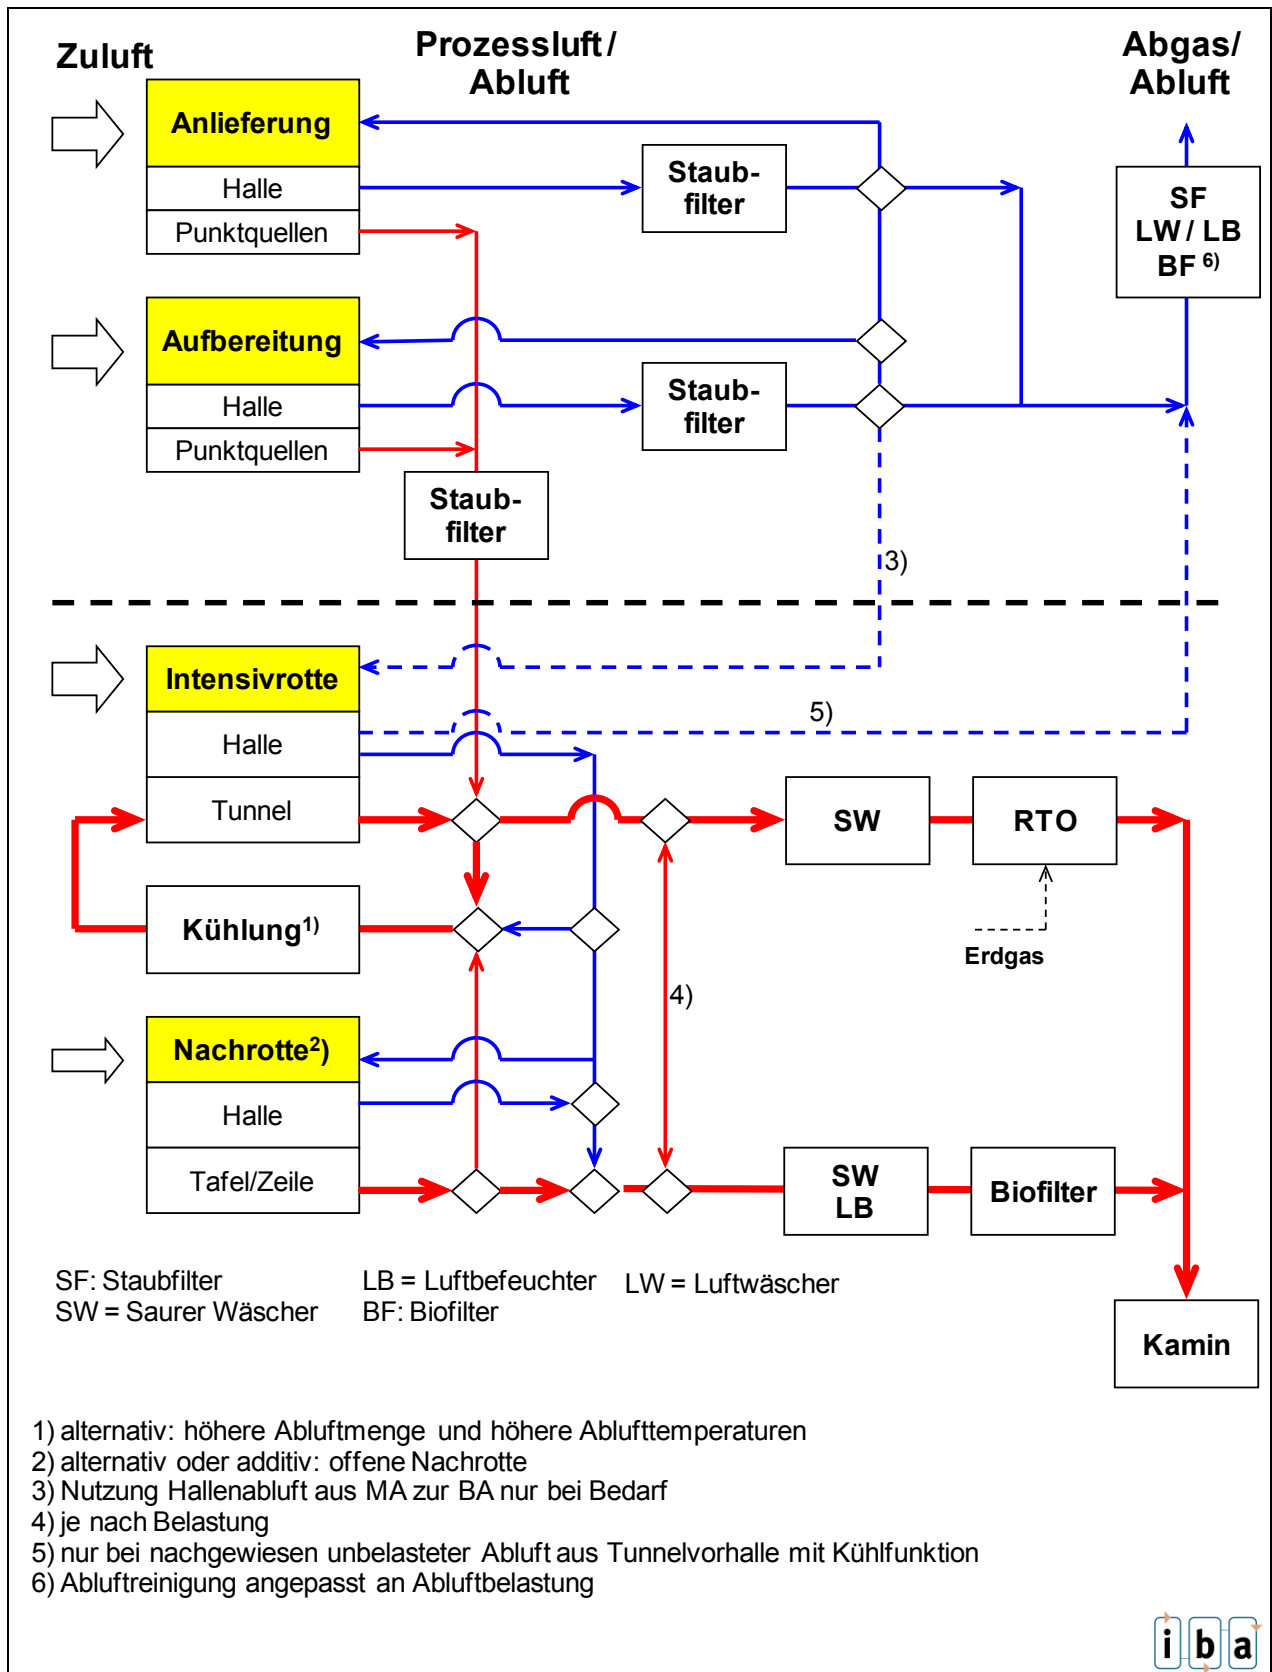 Zuluft
Prozessluft/
Abluft
Abgas/
Abluft
Anlieferung
Halle
Punktquellen
Staub-
filter
SF
LW / LB
BF 6)
Aufbereitung
Halle
Punktquellen
Staub-
filter
Staub-
filter
3)
Intensivrotte
Halle
Tunnel
5)
SW
RTO
Kühlung1)
Erdgas
4)
Nachrotte2)
Halle
Tafel/Zeile
SW
LB
Biofilter
SF: Staubfilter
LB = Luftbefeuchter
LW = Luftwäscher
SW = Saurer Wäscher
BF: Biofilter
Kamin
1) alternativ: höhere Abluftmenge und höhere Ablufttemperaturen
2) alternativ oder additiv: offene Nachrotte
3) Nutzung Hallenabluft aus MA zur BA nur bei Bedarf
4) je nach Belastung
5) nur bei nachgewiesen unbelasteter Abluft aus Tunnelvorhalle mit Kühlfunktion
6) Abluftreinigung angepasst an Abluftbelastung
iba